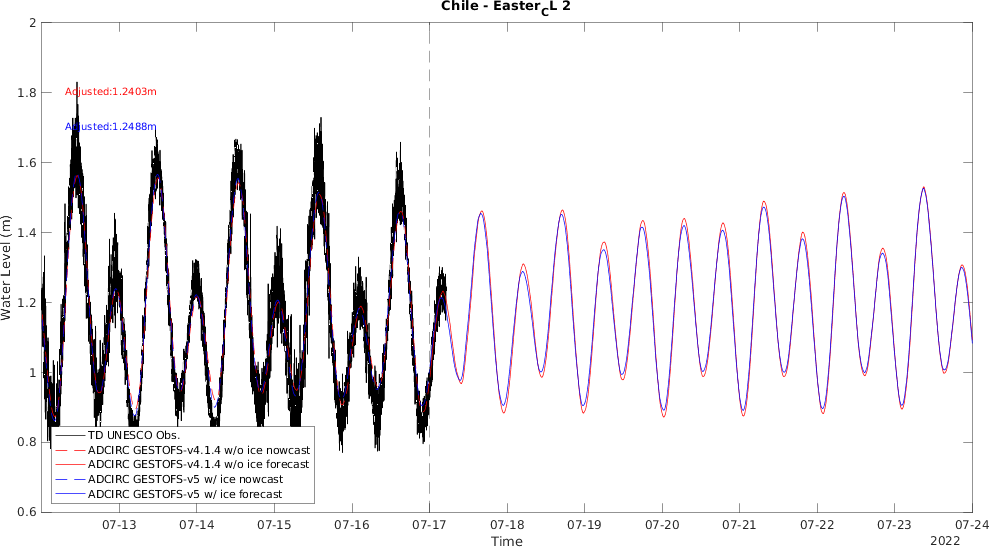 Chile - Easter_CL 2
2
1.8
1.6
1.4
1.2
1
0.8
0.6
Water Level (m)
Adjusted:1.2403m
Adjusted:1.2488m
TD UNESCO Obs.
ADCIRC GESTOFS-v4.1.4 w/o ice nowcast
ADCIRC GESTOFS-v4.1.4 w/o ice forecast
ADCIRC GESTOFS-v5 w/ ice nowcast
ADCIRC GESTOFS-v5 w/ ice forecast
07-13 07-14 07-15 07-16 07-17 07-18 07-19 07-20 07-21 07-22 07-23 07-24
Time
2022